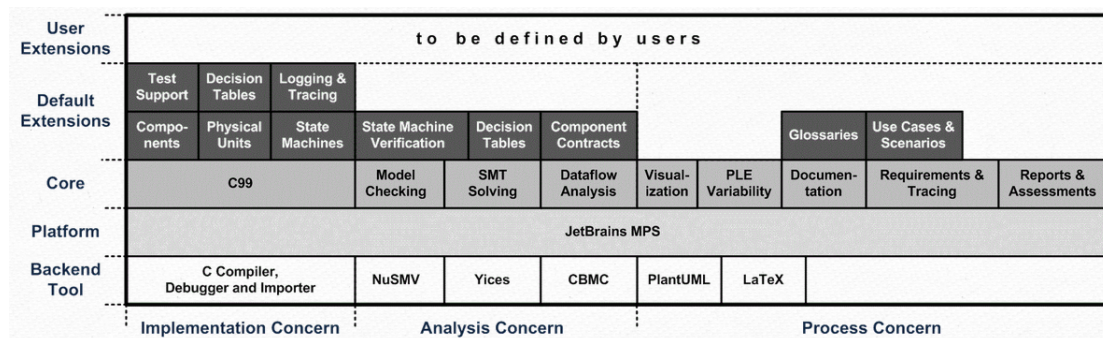 User
Extensions
to be defined by users
Default
Extensions
Test
Support
Decision
Tables
Logging &
Tracing
Compo-
nents
Physical
Units
State
Machines
State Machine
Verification
Decision
Tables
Component
Contracts
Glossaries
Use Cases &
Scenarios
Core
C99
Model
Checking
SMT
Solving
Dataflow
Analysis
Visual-
ization
PLE
Variability
Documen-
tation
Requirements &
Tracing
Reports &
Assessments
Platform
JetBrains MPS
Backend
Tool
C Compiler,
Debugger and Importer
NuSMV
Yices
CBMC
PlantUML
LaTeX
Implementation Concern
Analysis Concern
Process Concern